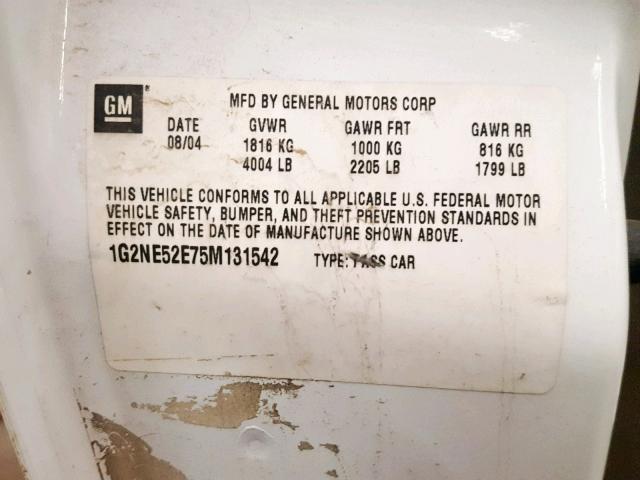 GM
MFD BY GENERAL MOTORS CORP
DATE GVWR GAWR FRT GAWR RR
08/04 1816 KG 1000 KG 816 KG
4004 LB 2205 LB 1799 LB
THIS VEHICLE CONFORMS TO ALL APPLICABLE U.S. FEDERAL MOTOR
VEHICLE SAFETY, BUMPER, AND THEFT PREVENTION STANDARDS IN
EFFECT ON THE DATE OF MANUFACTURE SHOWN ABOVE.
1G2NE52E75M131542 TYPE: PASS CAR